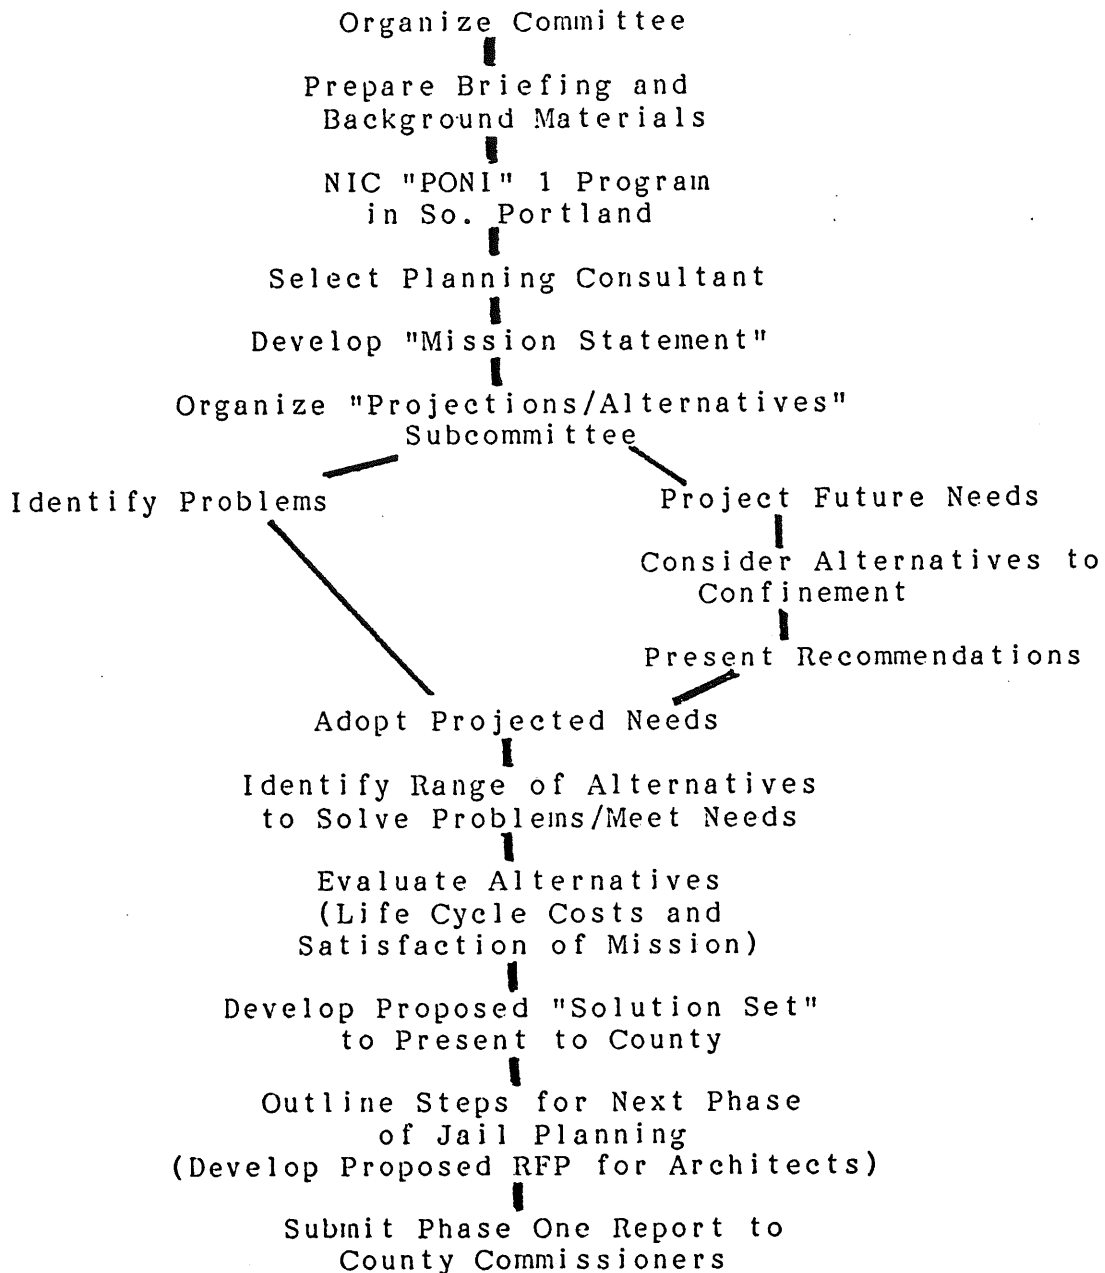 Organize Committee
Prepare Briefing and
Background Materials
NIC "PONI" 1 Program
in So. Portland
Select Planning Consultant
Develop "Mission Statement"
Organize "Projections/Alternatives"
Subcommittee
Identify Problems
Project Future Needs
Consider Alternatives to
Confinement
Present Recommendations
Adopt Projected Needs
Identify Range of Alternatives
to Solve Problems/Meet Needs
Evaluate Alternatives
(Life Cycle Costs and
Satisfaction of Mission)
Develop Proposed "Solution Set"
to Present to County
Outline Steps for Next Phase
of Jail Planning
(Develop Proposed RFP for Architects)
Submit Phase One Report to
County Commissioners